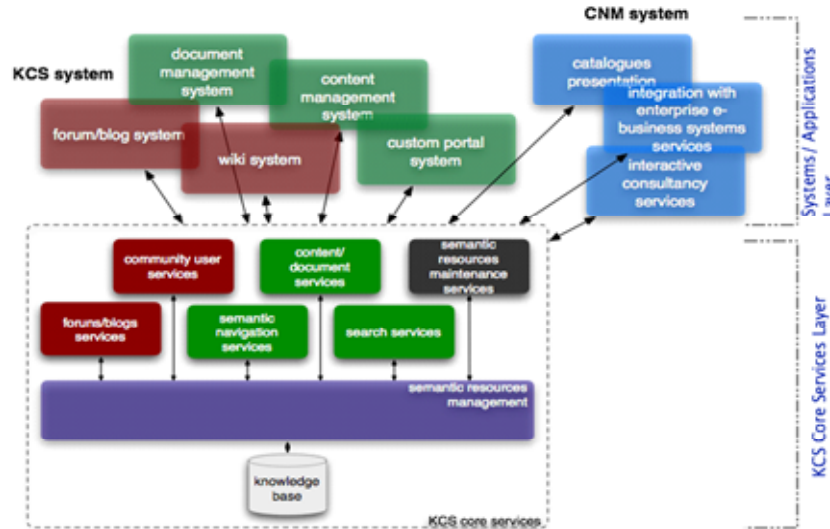 CNM system
KCS system
document
management
system
content
management
system
forum/blog system
wiki system
custom portal
system
catalogues
presentation
integration with
enterprise e-
business systems
services
interactive
consultancy
services
Systems / Applications
Layer
community user
services
content/
document
services
semantic
resources
maintenance
services
foruns/blogs
services
semantic
navigation
services
search services
semantic resources
management
knowledge
base
KCS core services
KCS Core Services Layer